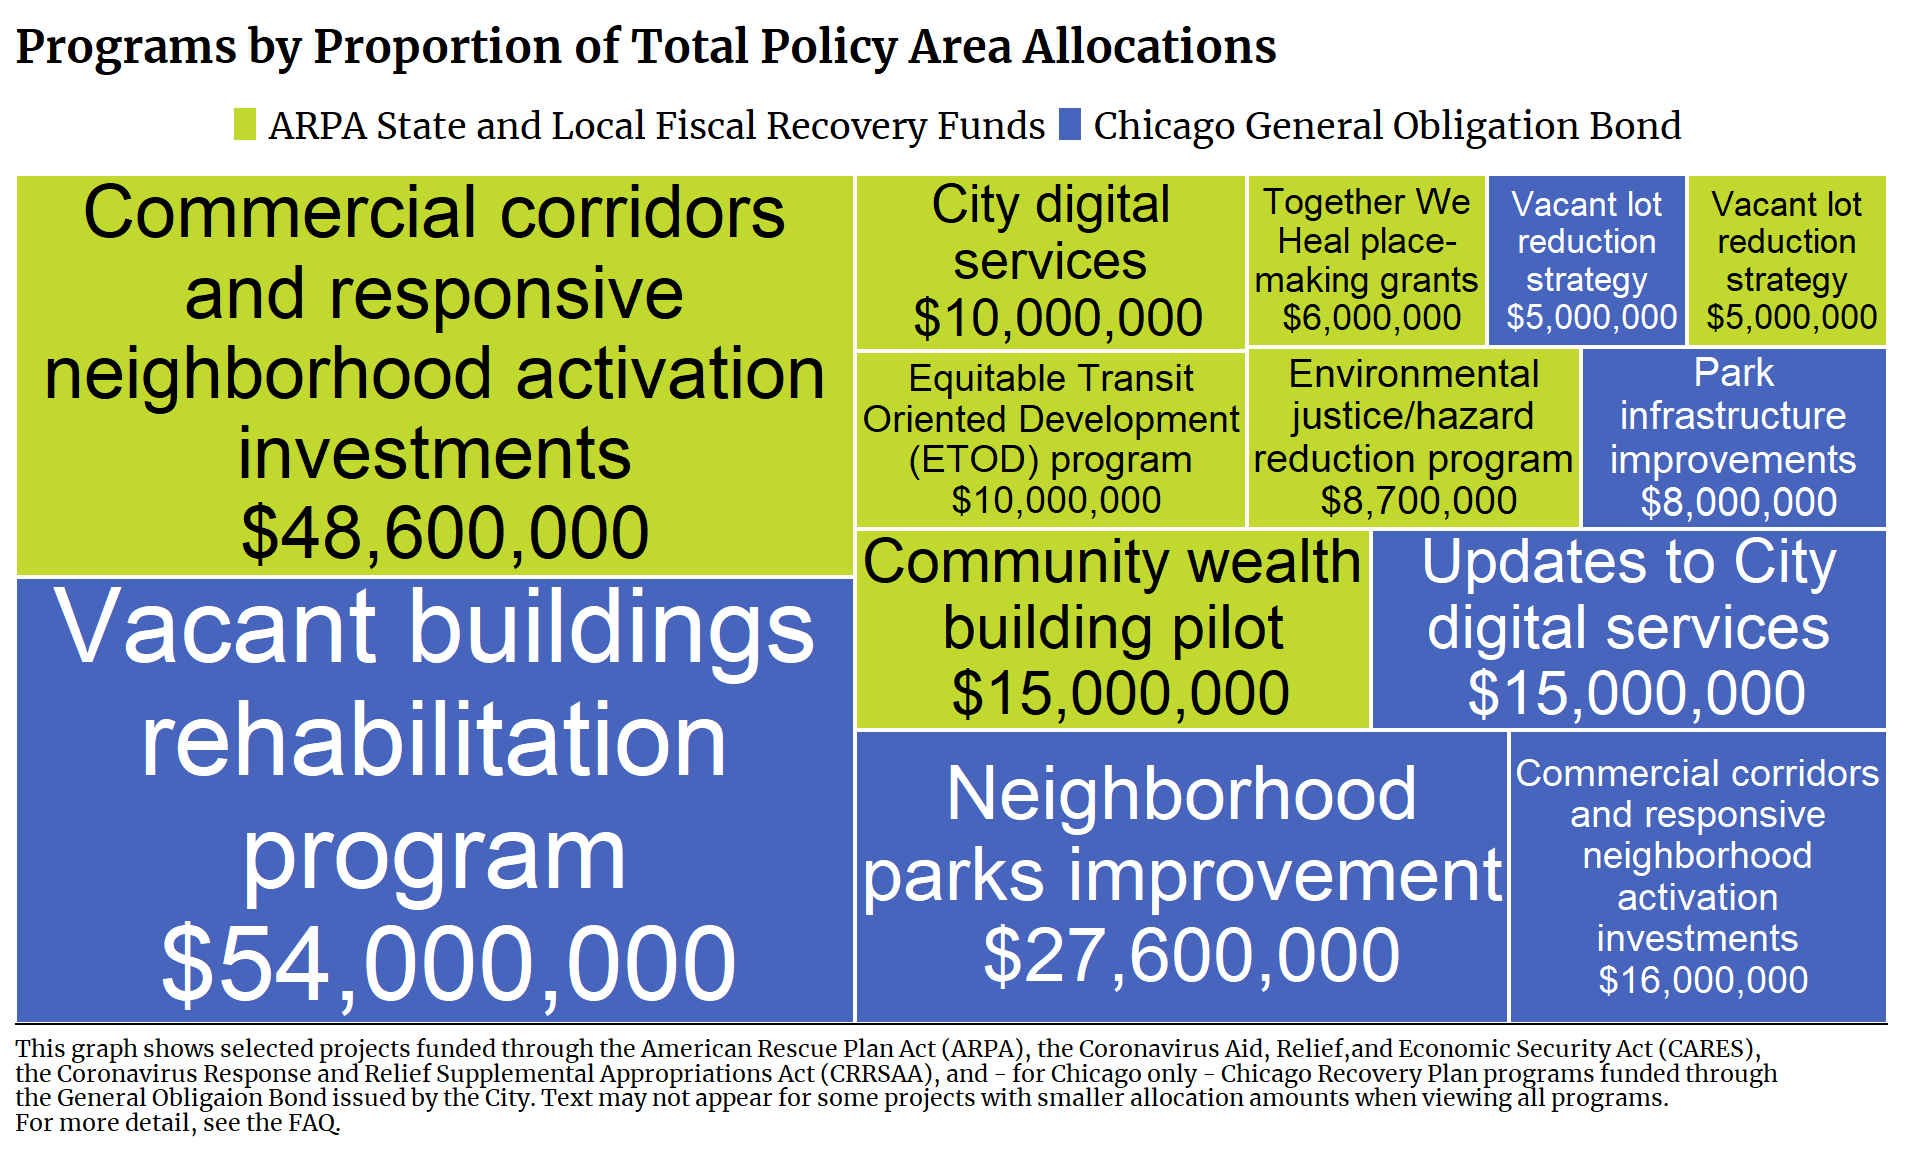 Programs by Proportion of Total Policy Area Allocations
ARPA State and Local Fiscal Recovery Funds
Chicago General Obligation Bond
Commercial corridors
and responsive
neighborhood activation
investments
$48,600,000
Vacant buildings
rehabilitation
program
$54,000,000
City digital
services
$10,000,000
Together We
Heal place-
making grants
$6,000,000
Vacant lot
reduction
strategy
$5,000,000
Vacant lot
reduction
strategy
$5,000,000
Equitable Transit
Oriented Development
(ETOD) program
$10,000,000
Environmental
justice/hazard
reduction program
$8,700,000
Park
infrastructure
improvements
$8,000,000
Community wealth
building pilot
$15,000,000
Updates to City
digital services
$15,000,000
Neighborhood
parks improvement
$27,600,000
Commercial corridors
and responsive
neighborhood
activation
investments
$16,000,000
This graph shows selected projects funded through the American Rescue Plan Act (ARPA), the Coronavirus Aid, Relief,and Economic Security Act (CARES),
the Coronavirus Response and Relief Supplemental Appropriations Act (CRRSAA), and - for Chicago only - Chicago Recovery Plan programs funded through
the General Obligaion Bond issued by the City. Text may not appear for some projects with smaller allocation amounts when viewing all programs.
For more detail, see the FAQ.